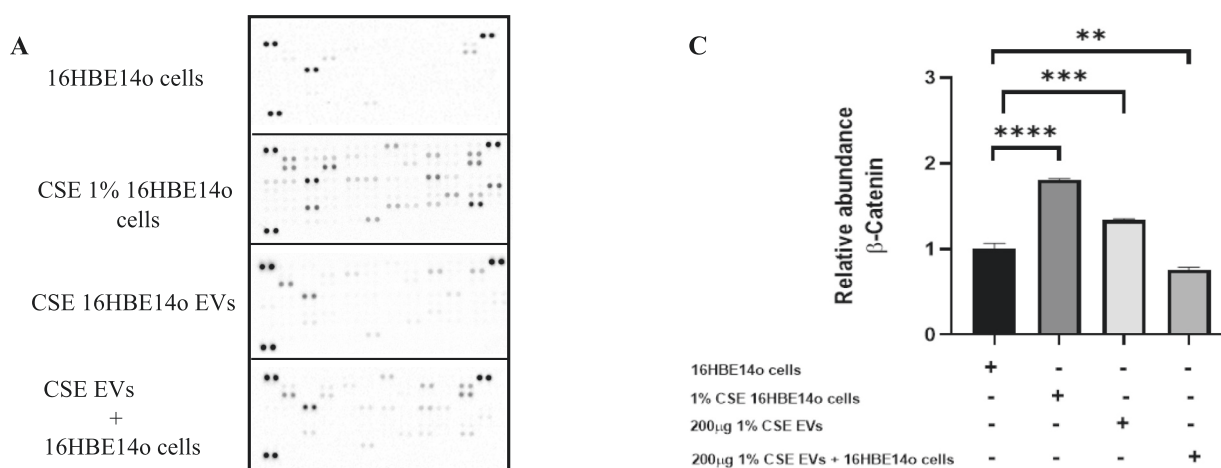 A
16HBE14o cells
CSE 1% 16HBE14o
cells
CSE 16HBE14o EVs
CSE EVs
+
16HBE14o cells
C
**
***
****
Relative abundance
β-Catenin
3
2
1
0
16HBE14o cells + - - -
1% CSE 16HBE14o cells - + - -
200μg 1% CSE EVs - - + -
200μg 1% CSE EVs + 16HBE14o cells - - - +